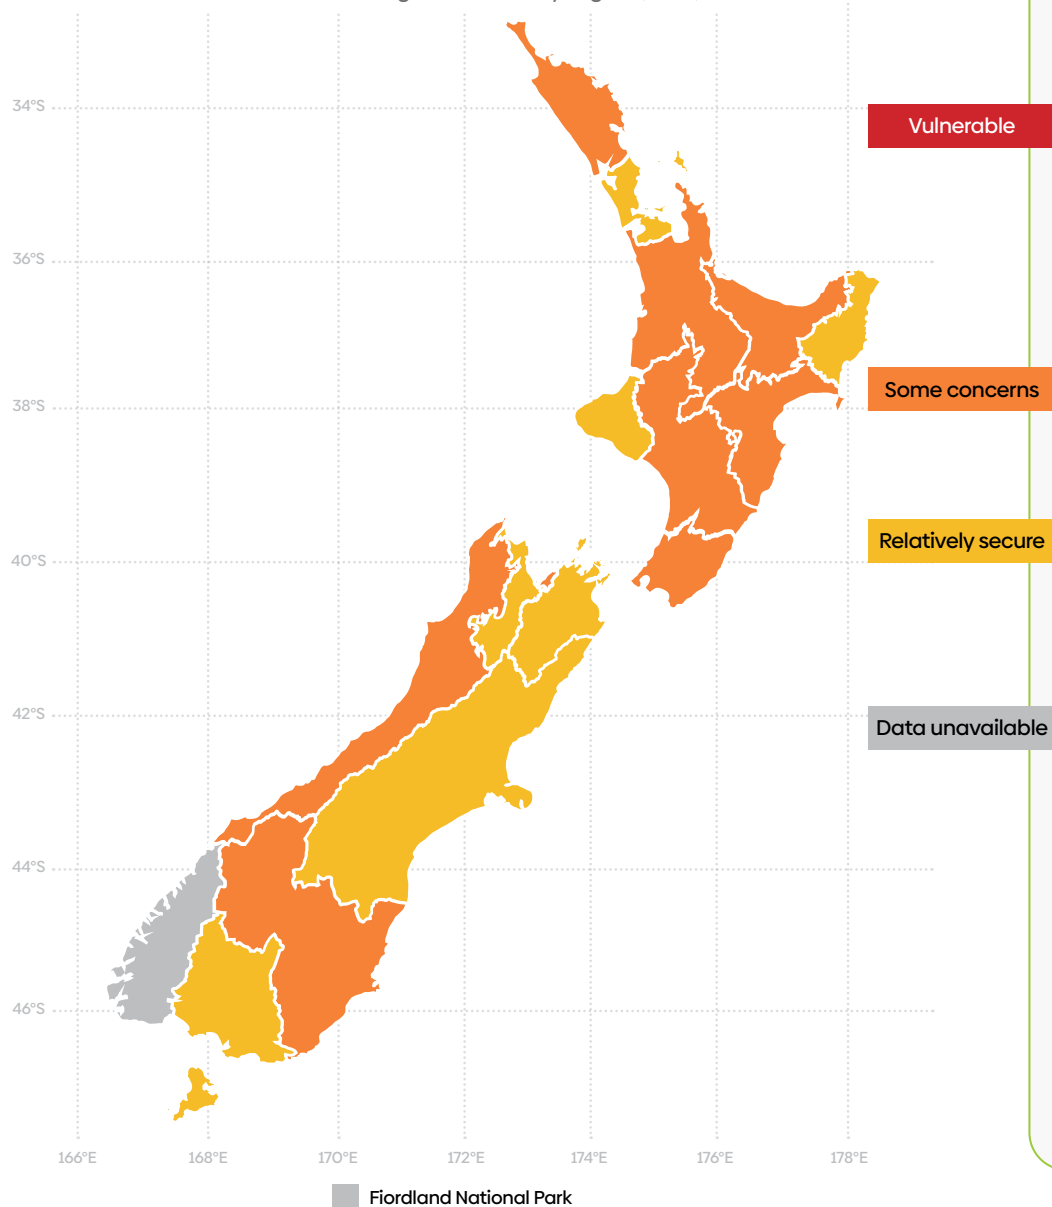 34°S
Vulnerable
36°S
38°S
Some concerns
40°S
Relatively secure
42°S
Data unavailable
44°S
46°S
166°E 168°E 170°E 172°E 174°E 176°E 178°E
Fiordland National Park